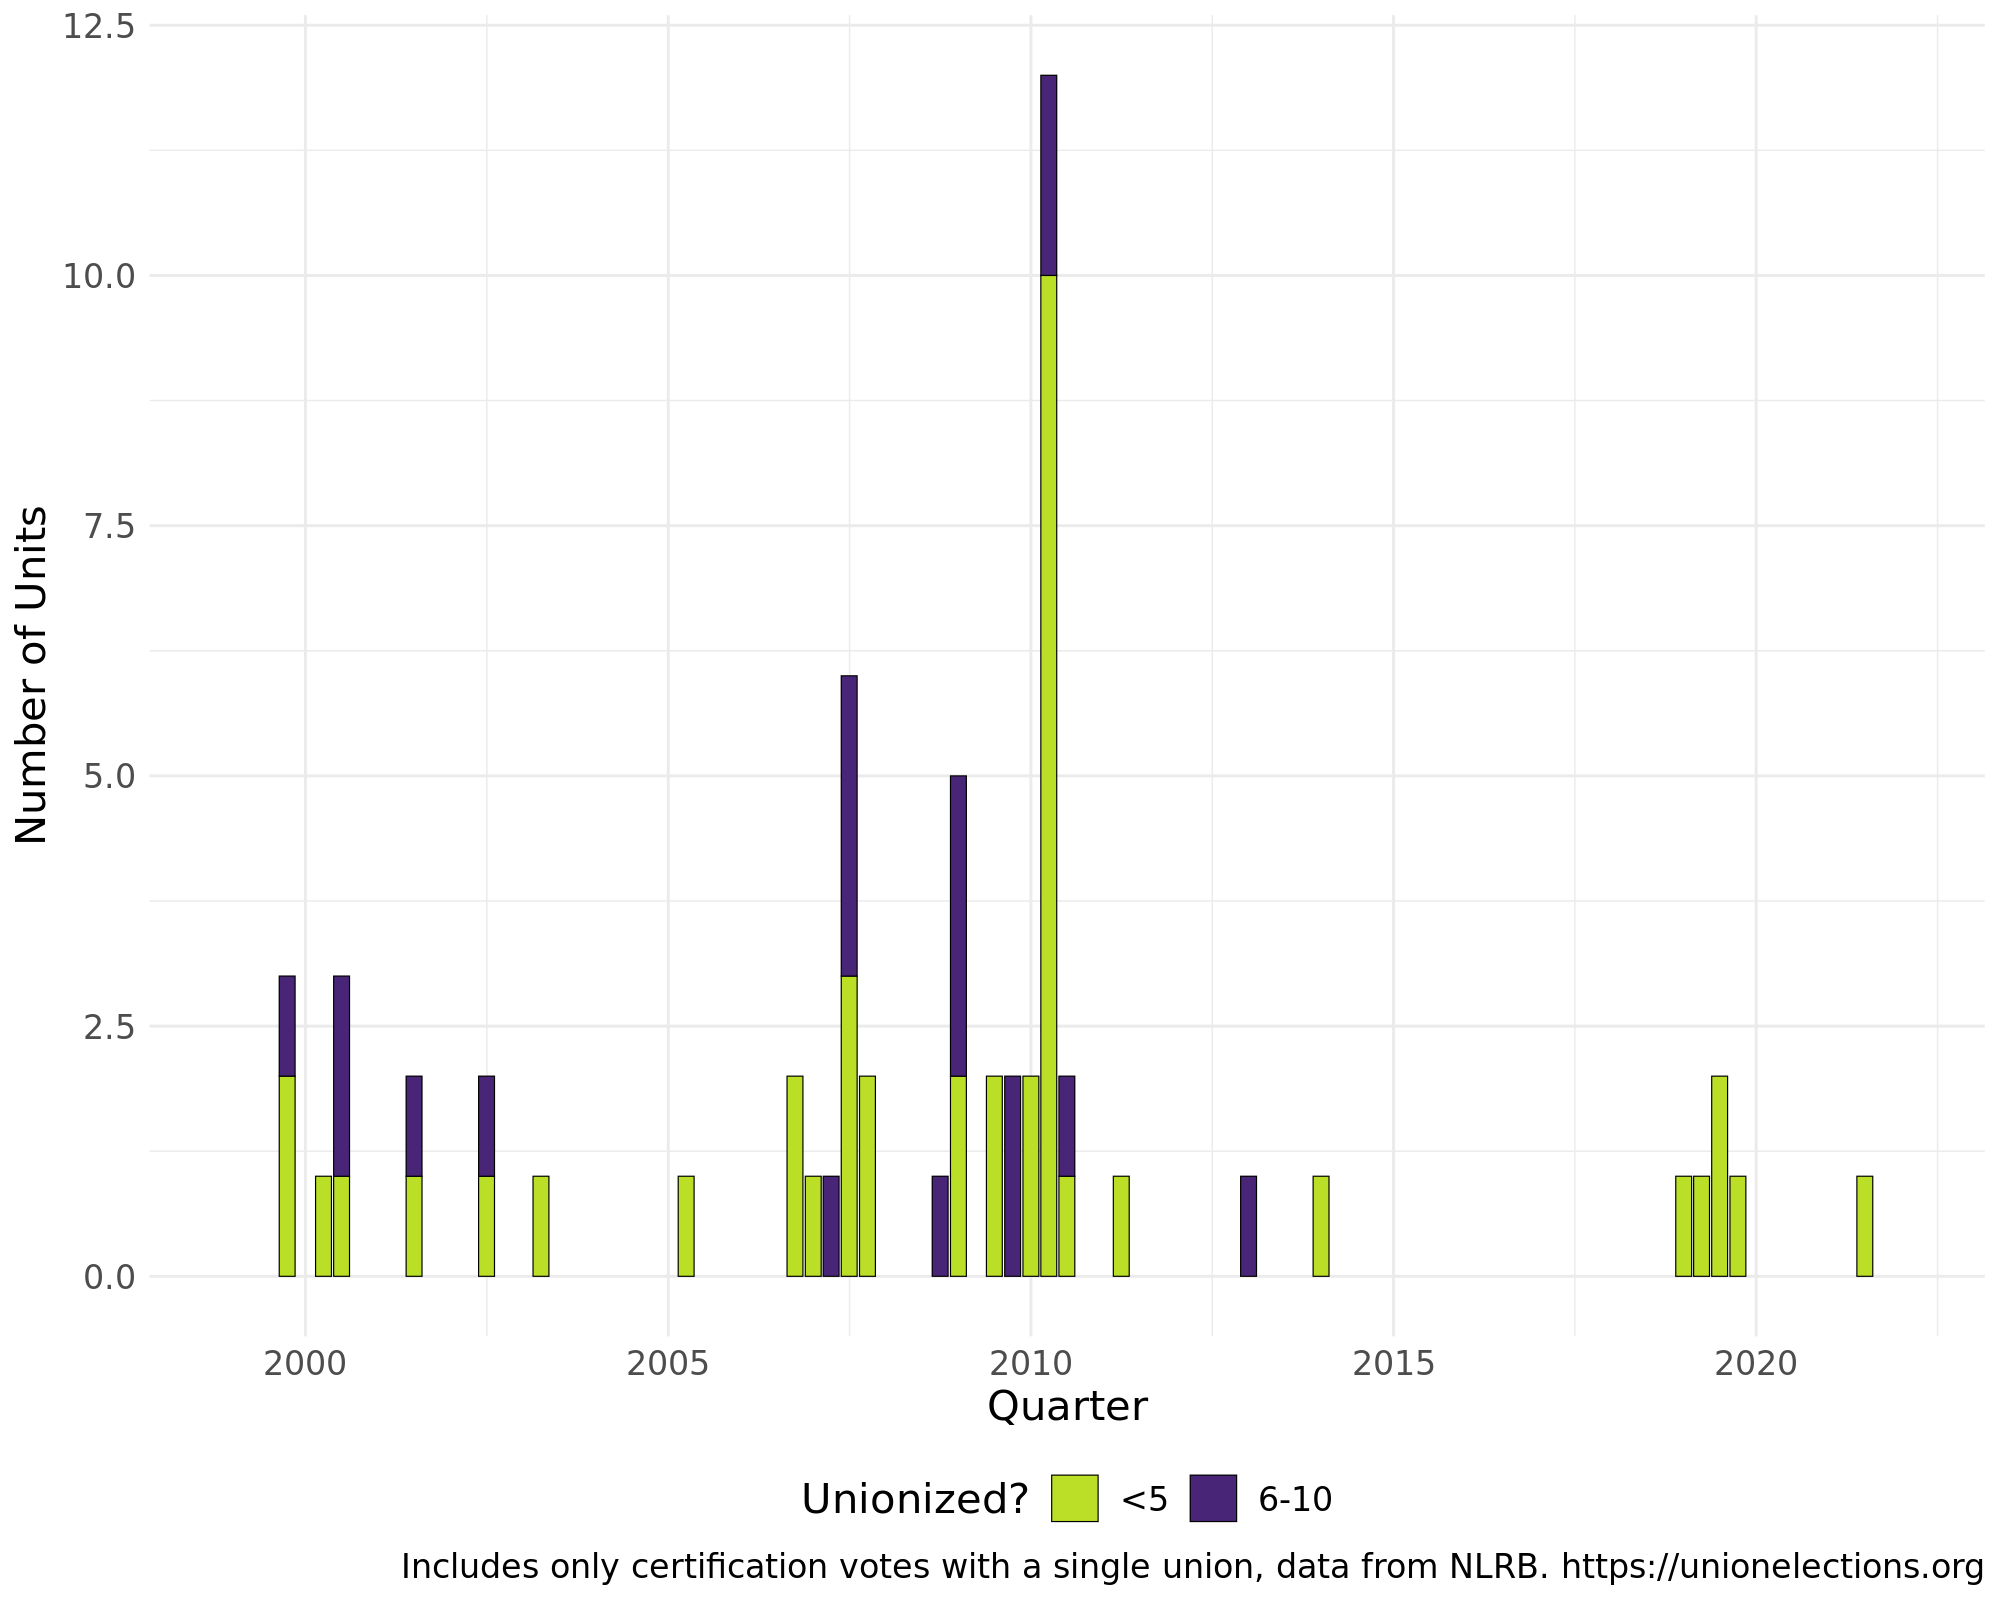 12.5
10.0
7.5
5.0
2.5
0.0
Number of Units
2000 2005 2010 2015 2020
Quarter
Unionized? <5 6-10
Includes only certification votes with a single union, data from NLRB. https://unionelections.org